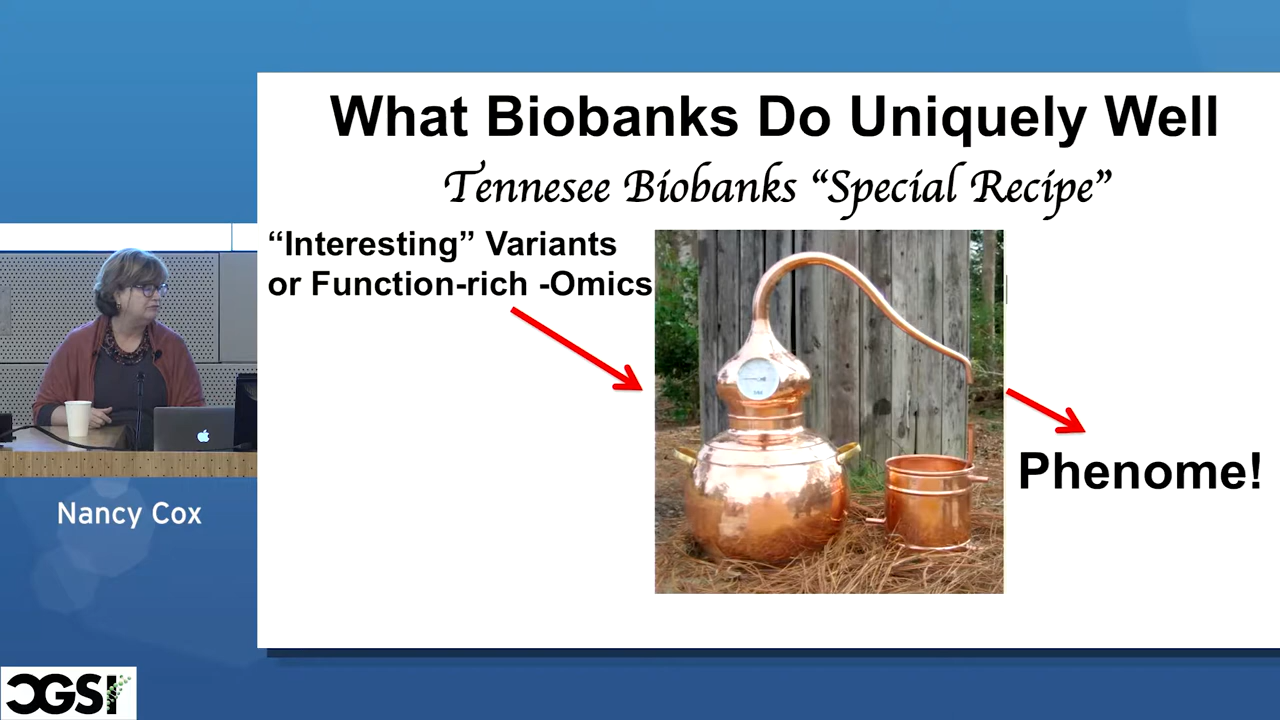 What Biobanks Do Uniquely Well
Tennesee Biobanks “Special Recipe”
“Interesting” Variants
or Function-rich -Omics
Phenome!
Nancy Cox
CGSI